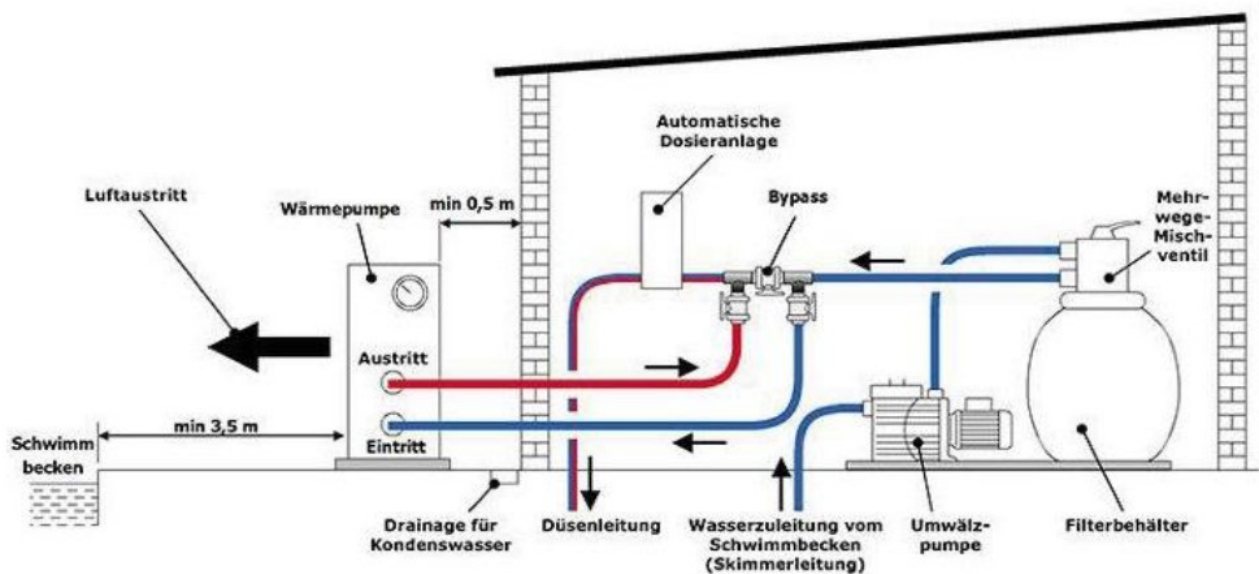 Automatische
Dosieranlage
Luftaustritt
Wärmepumpe
min 0,5 m
Bypass
Mehr-
wege-
Misch-
ventil
Austritt
min 3,5 m
Eintritt
Schwimm
becken
Drainage für
Kondenswasser
Düsenleitung
Wasserzuleitung vom
Schwimmbecken
(Skimmerleitung)
Umwälz-
pumpe
Filterbehälter